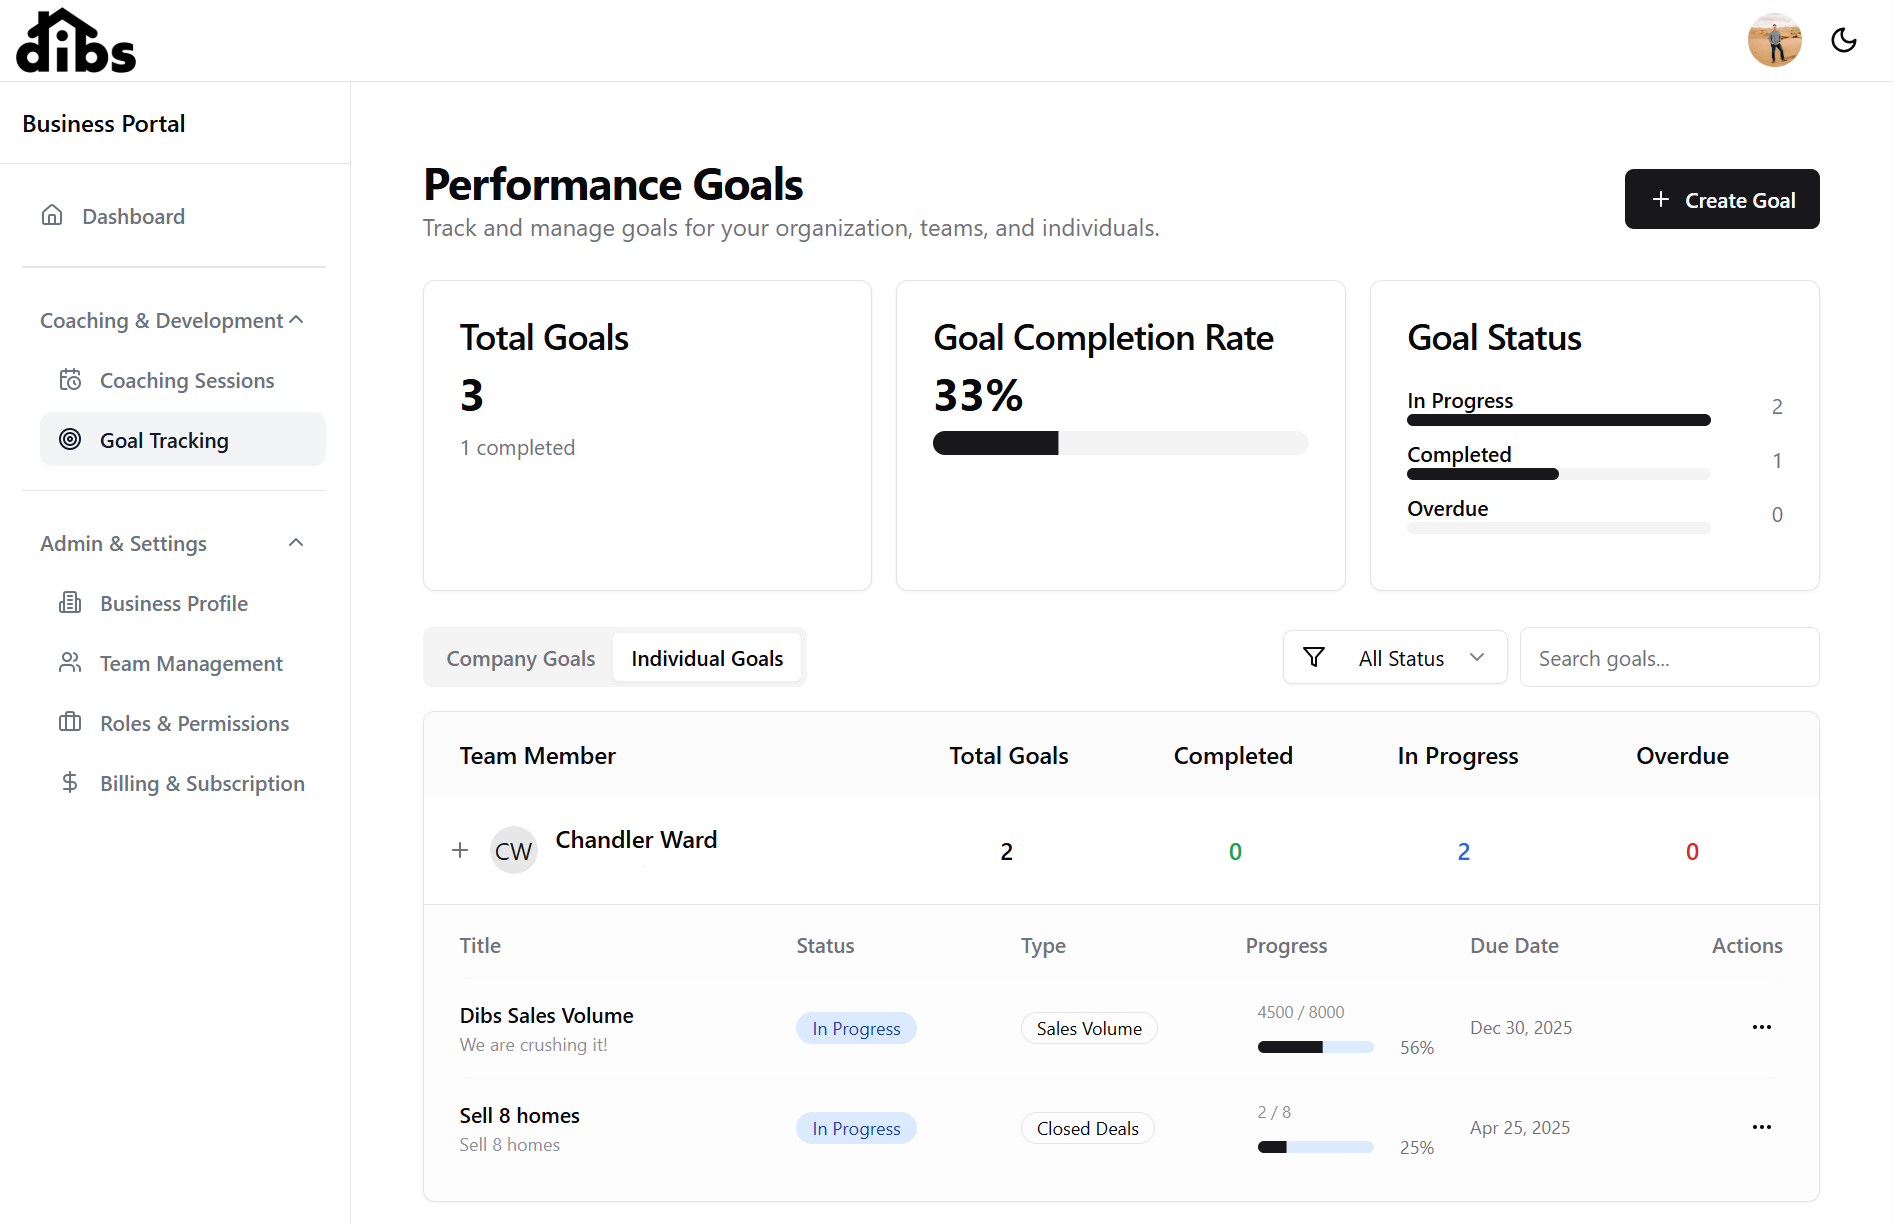 dibs
Business Portal
Dashboard
Coaching & Development
Coaching Sessions
Goal Tracking
Admin & Settings
Business Profile
Team Management
Roles & Permissions
Billing & Subscription
Performance Goals
Track and manage goals for your organization, teams, and individuals.
Create Goal
Total Goals
3
1 completed
Goal Completion Rate
33%
Goal Status
In Progress 2
Completed 1
Overdue 0
Company Goals Individual Goals
All Status
Search goals...
Team Member Total Goals Completed In Progress Overdue
CW Chandler Ward 2 0 2 0
Title Status Type Progress Due Date Actions
Dibs Sales Volume
We are crushing it!
In Progress
Sales Volume
4500 / 8000
56%
Dec 30, 2025
Sell 8 homes
Sell 8 homes
In Progress
Closed Deals
2 / 8
25%
Apr 25, 2025